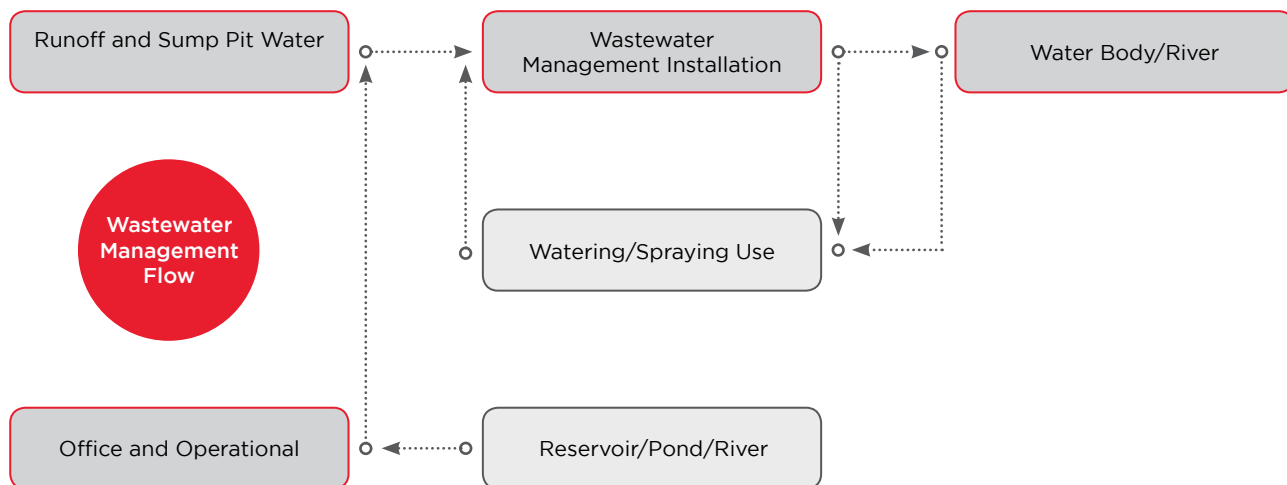 Runoff and Sump Pit Water
Wastewater
Management Installation
Water Body/River
Wastewater
Management
Flow
Watering/Spraying Use
Office and Operational
Reservoir/Pond/River